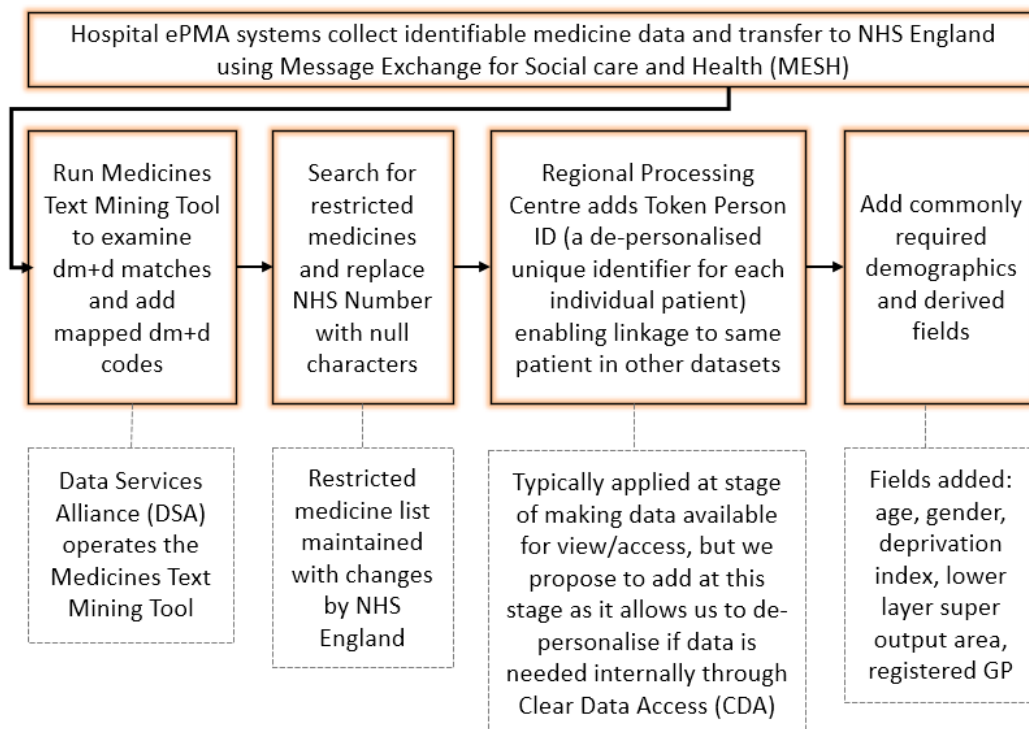 Hospital ePMA systems collect identifiable medicine data and transfer to NHS England
using Message Exchange for Social care and Health (MESH)
Run Medicines
Text Mining Tool
to examine
dm+d matches
and add
mapped dm+d
codes
Search for
restricted
medicines
and replace
NHS Number
with null
characters
Regional Processing
Centre adds Token Person
ID (a de-personalised
unique identifier for each
individual patient)
enabling linkage to same
patient in other datasets
Add commonly
required
demographics
and derived
fields
Data Services
Alliance (DSA)
operates the
Medicines Text
Mining Tool
Restricted
medicine list
maintained
with changes
by NHS
England
Typically applied at stage
of making data available
for view/access, but we
propose to add at this
stage as it allows us to de-
personalise if data is
needed internally through
Clear Data Access (CDA)
Fields added:
age, gender,
deprivation
index, lower
layer super
output area,
registered GP